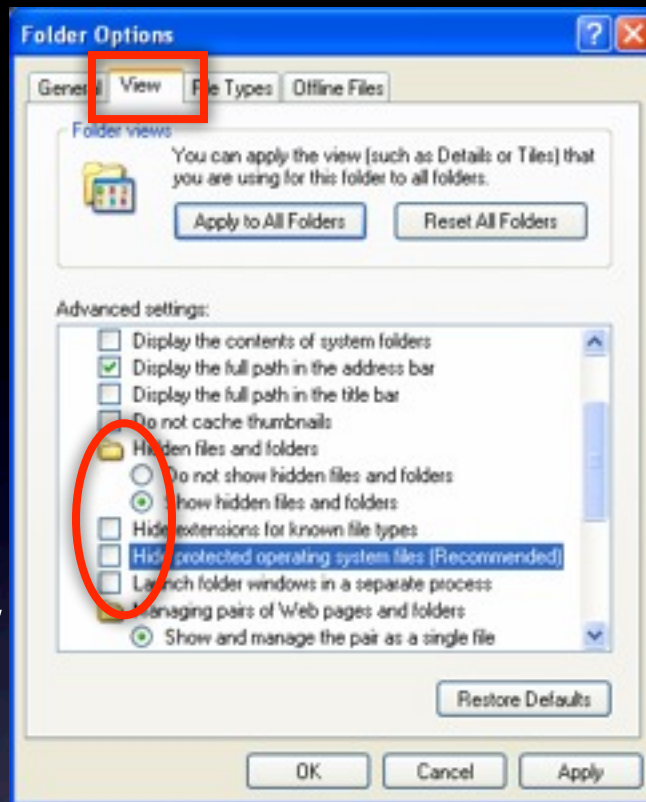 Folder Options
General View File Types Offline Files
Folder views
You can apply the view (such as Details or Tiles) that
you are using for this folder to all folders.
Apply to All Folders Reset All Folders
Advanced settings:
Display the contents of system folders
Display the full path in the address bar
Display the full path in the title bar
Do not cache thumbnails
Hidden files and folders
Do not show hidden files and folders
Show hidden files and folders
Hide extensions for known file types
Hide protected operating system files (Recommended)
Launch folder windows in a separate process
Managing pairs of Web pages and folders
Show and manage the pair as a single file
Restore Defaults
OK Cancel Apply